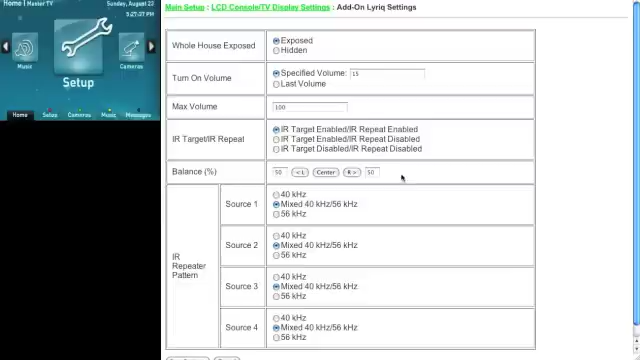 Home | Master TV
Sunday, August 23
5:27:37 PM
Music
Setup
Cameras
Home
Setup
Cameras
Music
Messages
Main Setup : LCD Console/TV Display Settings : Add-On Lyriq Settings
Whole House Exposed
Exposed
Hidden
Turn On Volume
Specified Volume: 15
Last Volume
Max Volume
100
IR Target/IR Repeat
IR Target Enabled/IR Repeat Enabled
IR Target Enabled/IR Repeat Disabled
IR Target Disabled/IR Repeat Disabled
Balance (%)
50 < L Center R > 50
IR Repeater Pattern
Source 1
40 kHz
Mixed 40 kHz/56 kHz
56 kHz
Source 2
40 kHz
Mixed 40 kHz/56 kHz
56 kHz
Source 3
40 kHz
Mixed 40 kHz/56 kHz
56 kHz
Source 4
40 kHz
Mixed 40 kHz/56 kHz
56 kHz